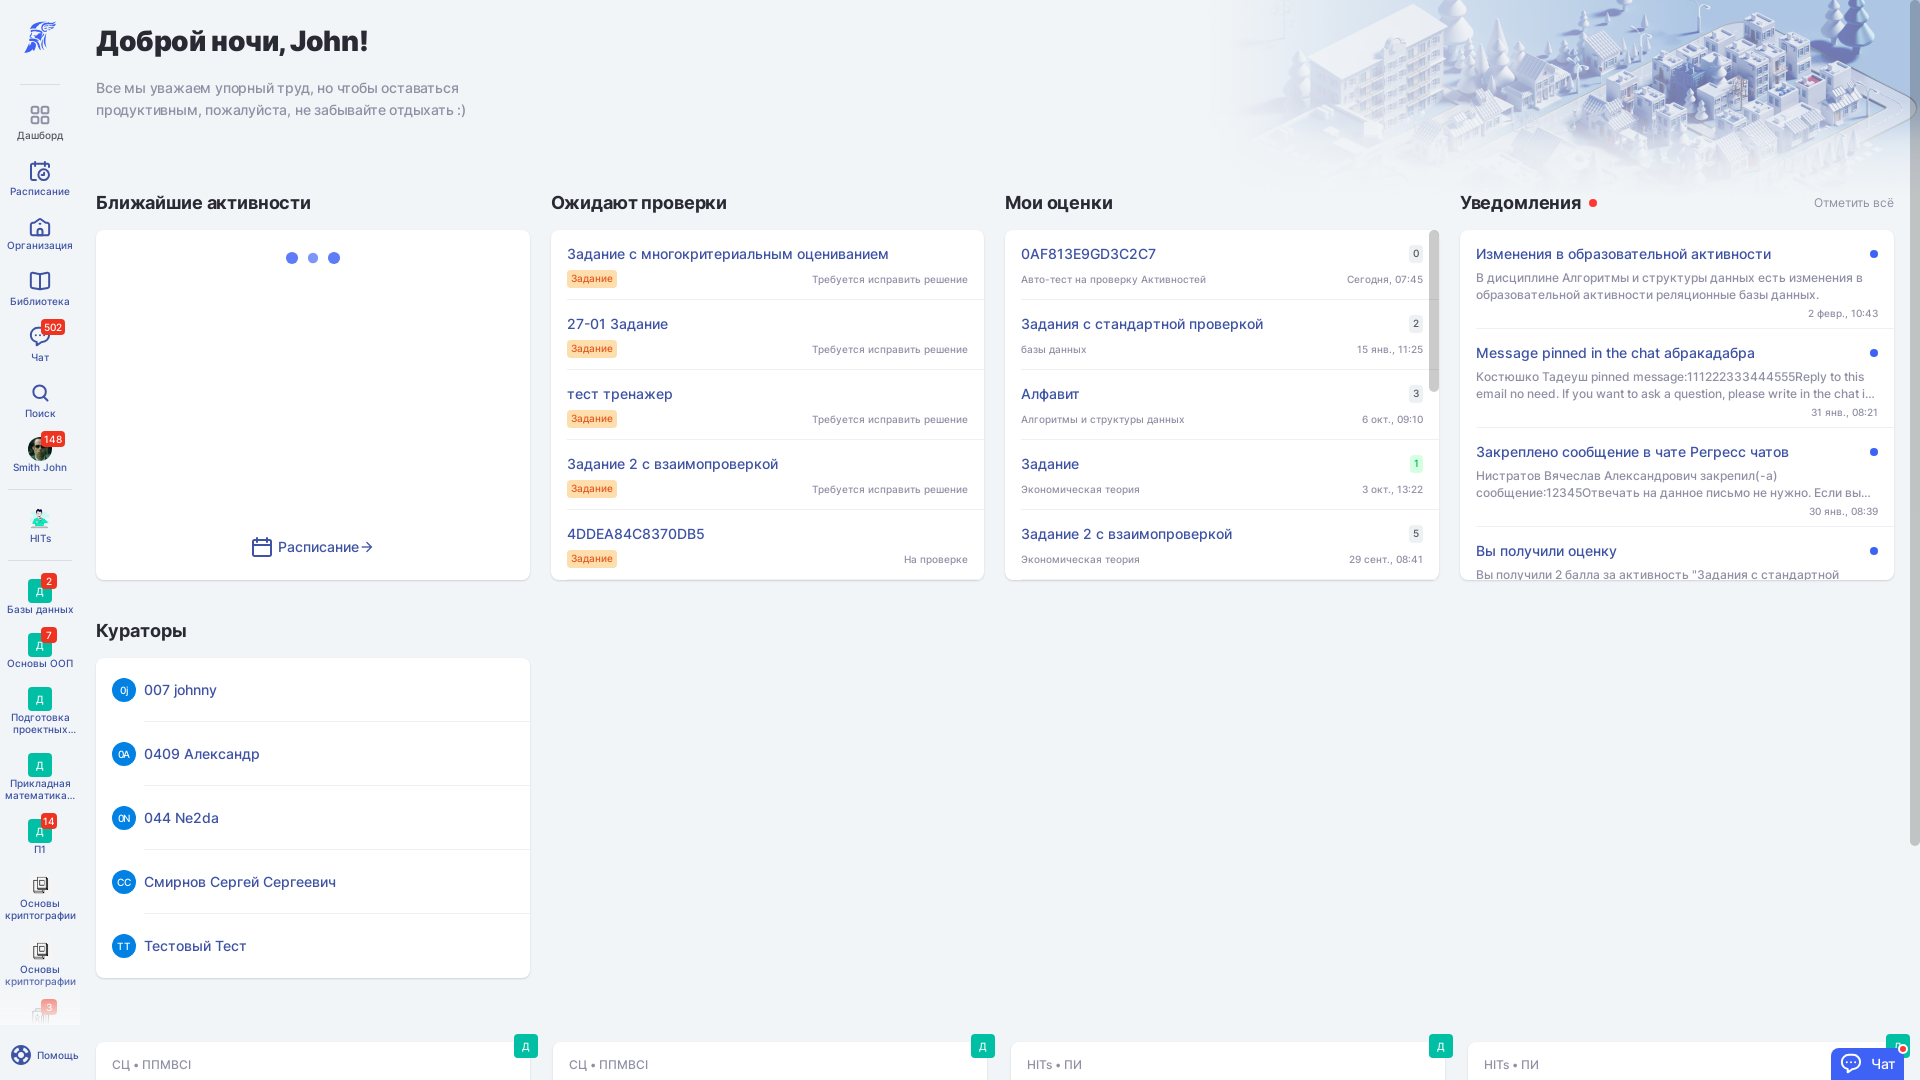 Доброй ночи, John!
Все мы уважаем упорный труд, но чтобы оставаться
продуктивным, пожалуйста, не забывайте отдыхать :)
Дашборд
Расписание
Организация
Библиотека
502
Чат
Поиск
148
Smith John
HITs
2
Д
Базы данных
7
Д
Основы ООП
Д
Подготовка
проектных...
Д
Прикладная
математика...
14
Д
П1
Основы
криптографии
Основы
криптографии
3
Помощь
Ближайшие активности
Расписание
Ожидают проверки
Задание с многокритериальным оцениванием
Задание
Требуется исправить решение
27-01 Задание
Задание
Требуется исправить решение
тест тренажер
Задание
Требуется исправить решение
Задание 2 с взаимопроверкой
Задание
Требуется исправить решение
4DDEA84C8370DB5
Задание
На проверке
Мои оценки
0AF813E9GD3C2C7
0
Авто-тест на проверку Активностей
Сегодня, 07:45
Задания с стандартной проверкой
2
базы данных
15 янв., 11:25
Алфавит
3
Алгоритмы и структуры данных
6 окт., 09:10
Задание
1
Экономическая теория
3 окт., 13:22
Задание 2 с взаимопроверкой
5
Экономическая теория
29 сент., 08:41
Уведомления
Отметить всё
Изменения в образовательной активности
В дисциплине Алгоритмы и структуры данных есть изменения в
образовательной активности реляционные базы данных.
2 февр., 10:43
Message pinned in the chat абракадабра
Костюшко Тадеуш pinned message:111222333444555Reply to this
email no need. If you want to ask a question, please write in the chat i...
31 янв., 08:21
Закреплено сообщение в чате Регресс чатов
Нистратов Вячеслав Александрович закрепил(-а)
сообщение:12345Отвечать на данное письмо не нужно. Если вы...
30 янв., 08:39
Вы получили оценку
Вы получили 2 балла за активность "Задания с стандартной
Кураторы
0j
007 johnny
0А
0409 Александр
0N
044 Ne2da
СС
Смирнов Сергей Сергеевич
ТТ
Тестовый Тест
СЦ • ППМВСІ
Д
СЦ • ППМВСІ
Д
HITs • ПИ
Д
HITs • ПИ
Чат